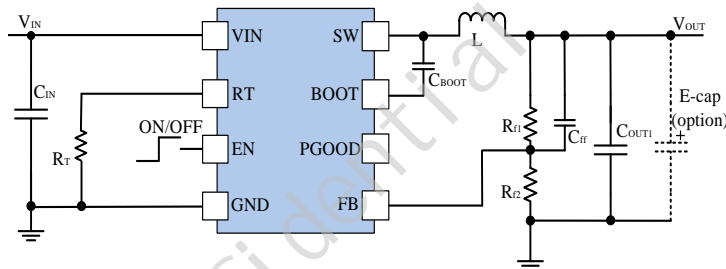 VIN
VOUT
VIN
SW
L
CIN
RT
BOOT
CBOOT
E-cap
(option)
+
ON/OFF
RT
EN
PGOOD
Rf1
Cff
COUT1
GND
FB
Rf2